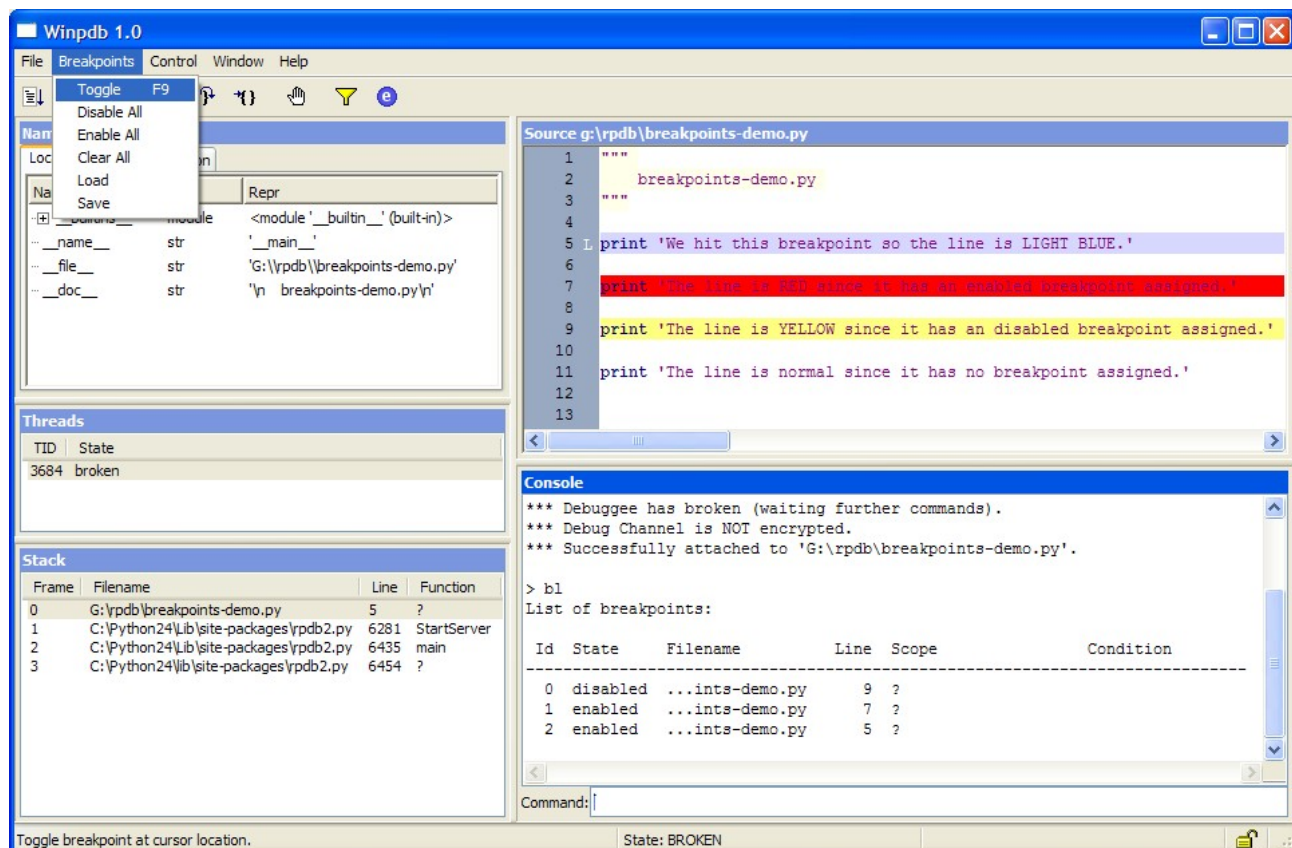 Winpdb 1.0
File Breakpoints Control Window Help
Toggle F9
Disable All
Enable All
Clear All
Load
Save
Nam
Loc on
Na Repr
module <module '__builtin__' (built-in)>
__name__ str '__main__'
__file__ str 'G:\\rpdb\\breakpoints-demo.py'
__doc__ str '\n breakpoints-demo.py\n'
Threads
TID State
3684 broken
Stack
Frame Filename Line Function
0 G:\rpdb\breakpoints-demo.py 5 ?
1 C:\Python24\Lib\site-packages\rpdb2.py 6281 StartServer
2 C:\Python24\Lib\site-packages\rpdb2.py 6435 main
3 C:\Python24\lib\site-packages\rpdb2.py 6454 ?
Source g:\rpdb\breakpoints-demo.py
1 """
2 breakpoints-demo.py
3 """
4
5 L print 'We hit this breakpoint so the line is LIGHT BLUE.'
6
7 print 'The line is RED since it has an enabled breakpoint assigned.'
8
9 print 'The line is YELLOW since it has an disabled breakpoint assigned.'
10
11 print 'The line is normal since it has no breakpoint assigned.'
12
13
Console
*** Debuggee has broken (waiting further commands).
*** Debug Channel is NOT encrypted.
*** Successfully attached to 'G:\rpdb\breakpoints-demo.py'.
> bl
List of breakpoints:
Id State Filename Line Scope Condition
------------------------------------------------------------------------------
0 disabled ...ints-demo.py 9 ?
1 enabled ...ints-demo.py 7 ?
2 enabled ...ints-demo.py 5 ?
Command:
Toggle breakpoint at cursor location. State: BROKEN